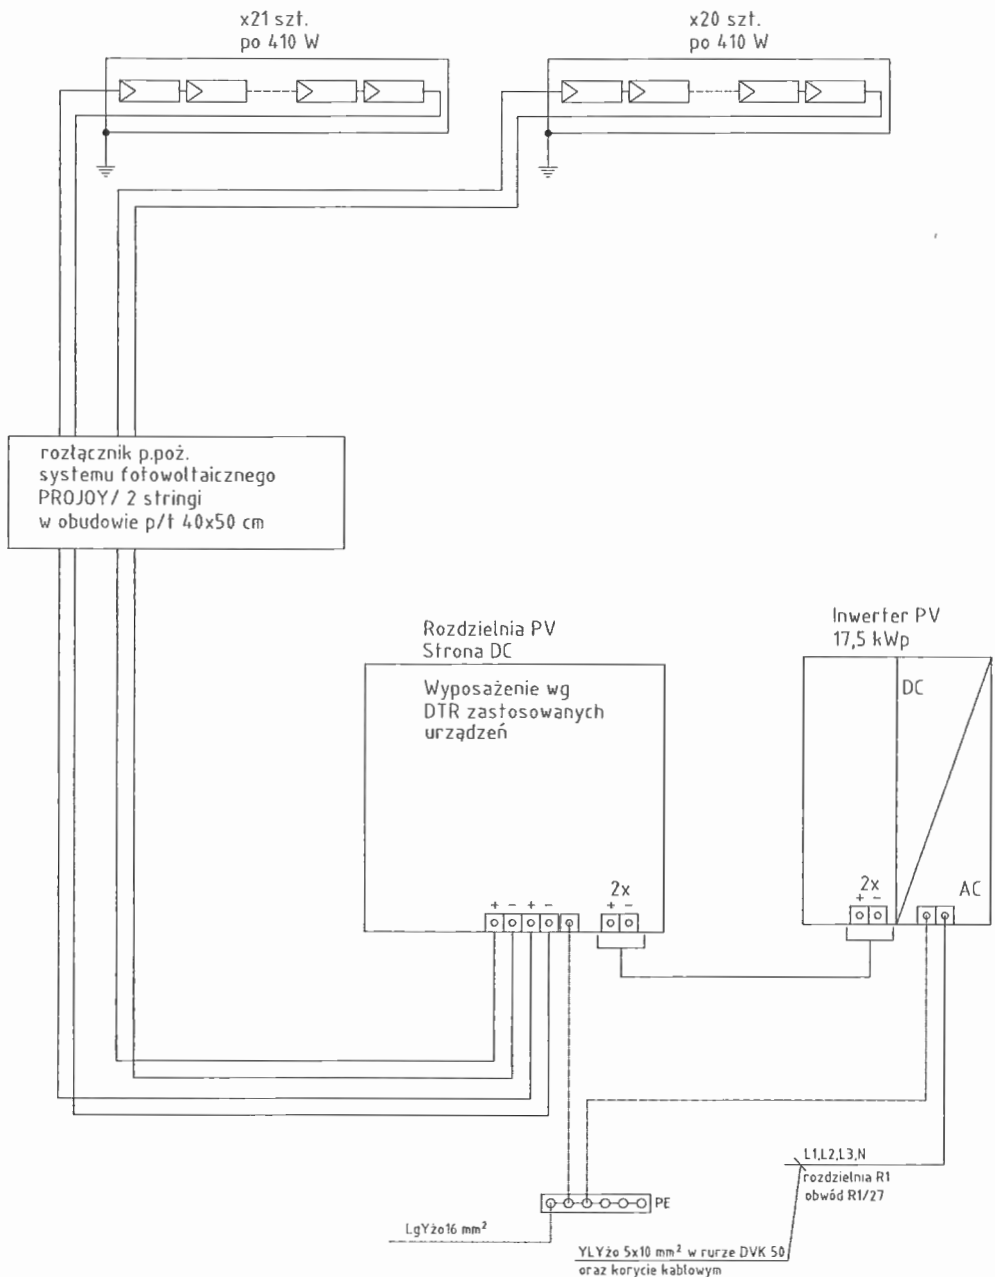 x21 szt.
po 410 W
x20 szt.
po 410 W
rozłącznik p.poż.
systemu fotowoltaicznego
PROJOY/ 2 stringi
w obudowie p/t 40x50 cm
Rozdzielnia PV
Strona DC
Wyposażenie wg
DTR zastosowanych
urządzeń
Inwerter PV
17,5 kWp
DC
AC
2x
+ - + -
+ -
2x
+ -
L1,L2,L3,N
rozdzielnia R1
obwód R1/27
PE
LgYżo16 mm²
YLYżo 5x10 mm² w rurze DVK 50
oraz korycie kablowym